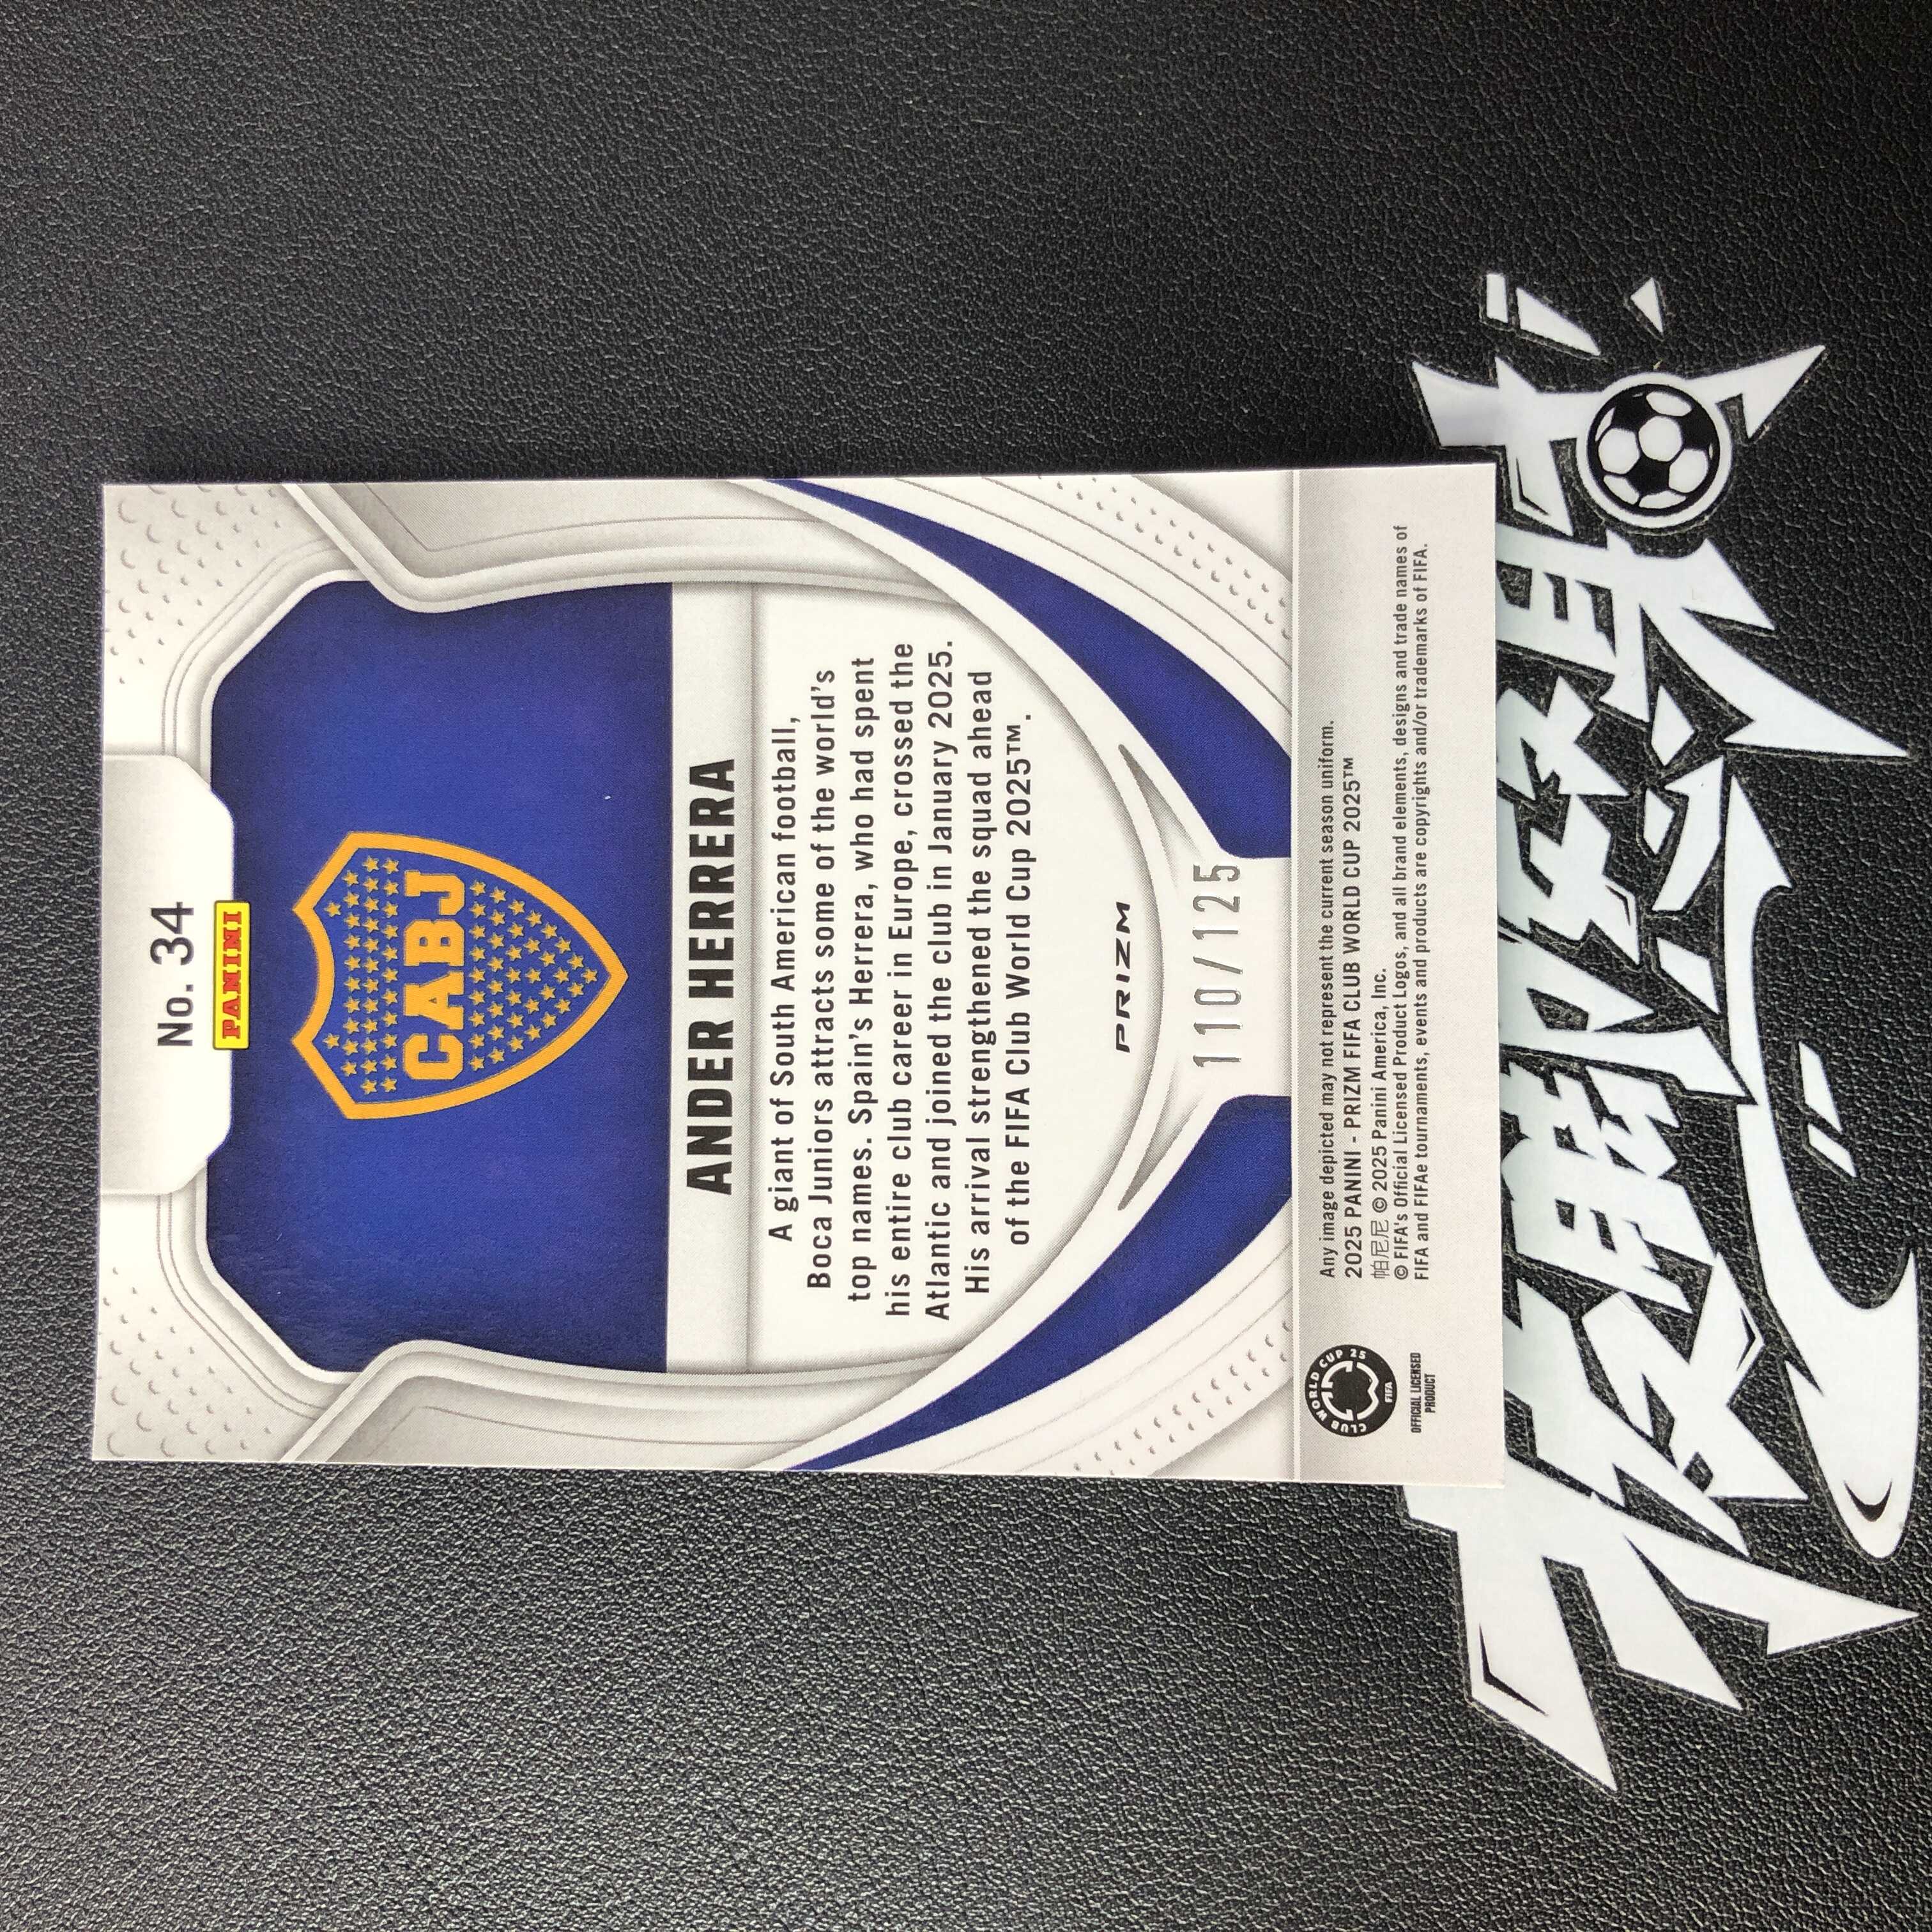 No. 34
PANINI
CABJ
ANDER HERRERA
A giant of South American football,
Boca Juniors attracts some of the world's
top names. Spain's Herrera, who had spent
his entire club career in Europe, crossed the
Atlantic and joined the club in January 2025.
His arrival strengthened the squad ahead
of the FIFA Club World Cup 2025™.
PRIZM
110/125
Any image depicted may not represent the current season uniform.
2025 PANINI - PRIZM FIFA CLUB WORLD CUP 2025™
帕尼尼 © 2025 Panini America, Inc.
© FIFA's Official Licensed Product Logos, and all brand elements, designs and trade names of
FIFA and FIFAe tournaments, events and products are copyrights and/or trademarks of FIFA.
CLUB WORLD CUP 25
FIFA
OFFICIAL LICENSED
PRODUCT